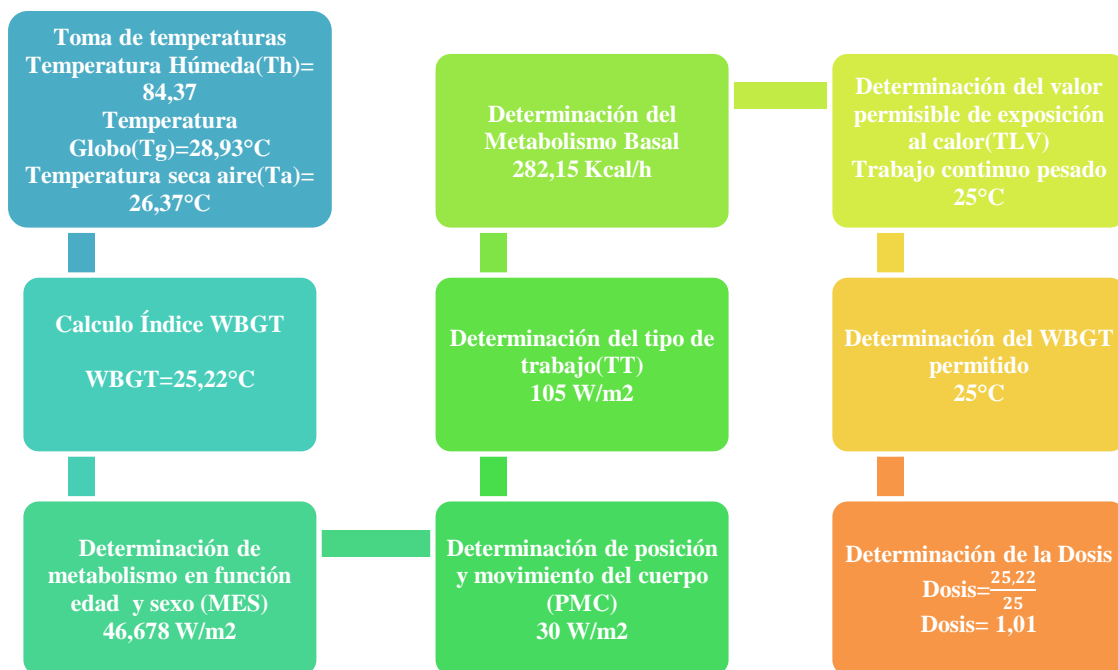 Toma de temperaturas
Temperatura Húmeda(Th)=
84,37
Temperatura
Globo(Tg)=28,93°C
Temperatura seca aire(Ta)=
26,37°C
Calculo Índice WBGT
WBGT=25,22°C
Determinación de
metabolismo en función
edad y sexo (MES)
46,678 W/m2
Determinación de posición
y movimiento del cuerpo
(PMC)
30 W/m2
Determinación del tipo de
trabajo(TT)
105 W/m2
Determinación del
Metabolismo Basal
282,15 Kcal/h
Determinación del valor
permisible de exposición
al calor(TLV)
Trabajo continuo pesado
25°C
Determinación del WBGT
permitido
25°C
Determinación de la Dosis
Dosis=25,22/25
Dosis= 1,01